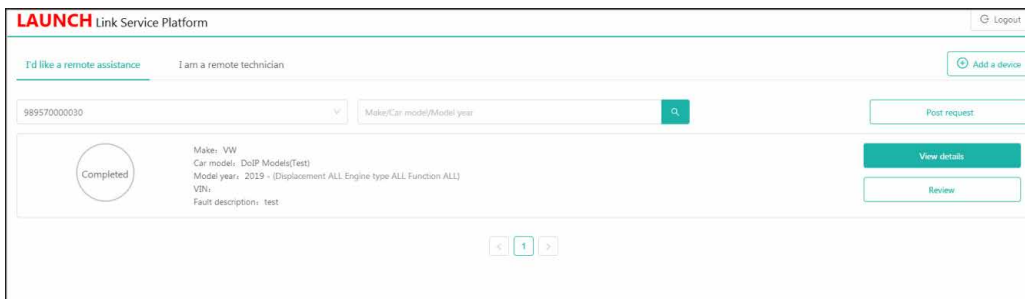 LAUNCH Link Service Platform
Logout
I'd like a remote assistance
I am a remote technician
Add a device
989570000030
Make/Car model/Model year
Post request
Completed
Make: VW
Car model: DoIP Models(Test)
Model year: 2019 - (Displacement ALL Engine type ALL Function ALL)
VIN:
Fault description: test
View details
Review
< 1 >